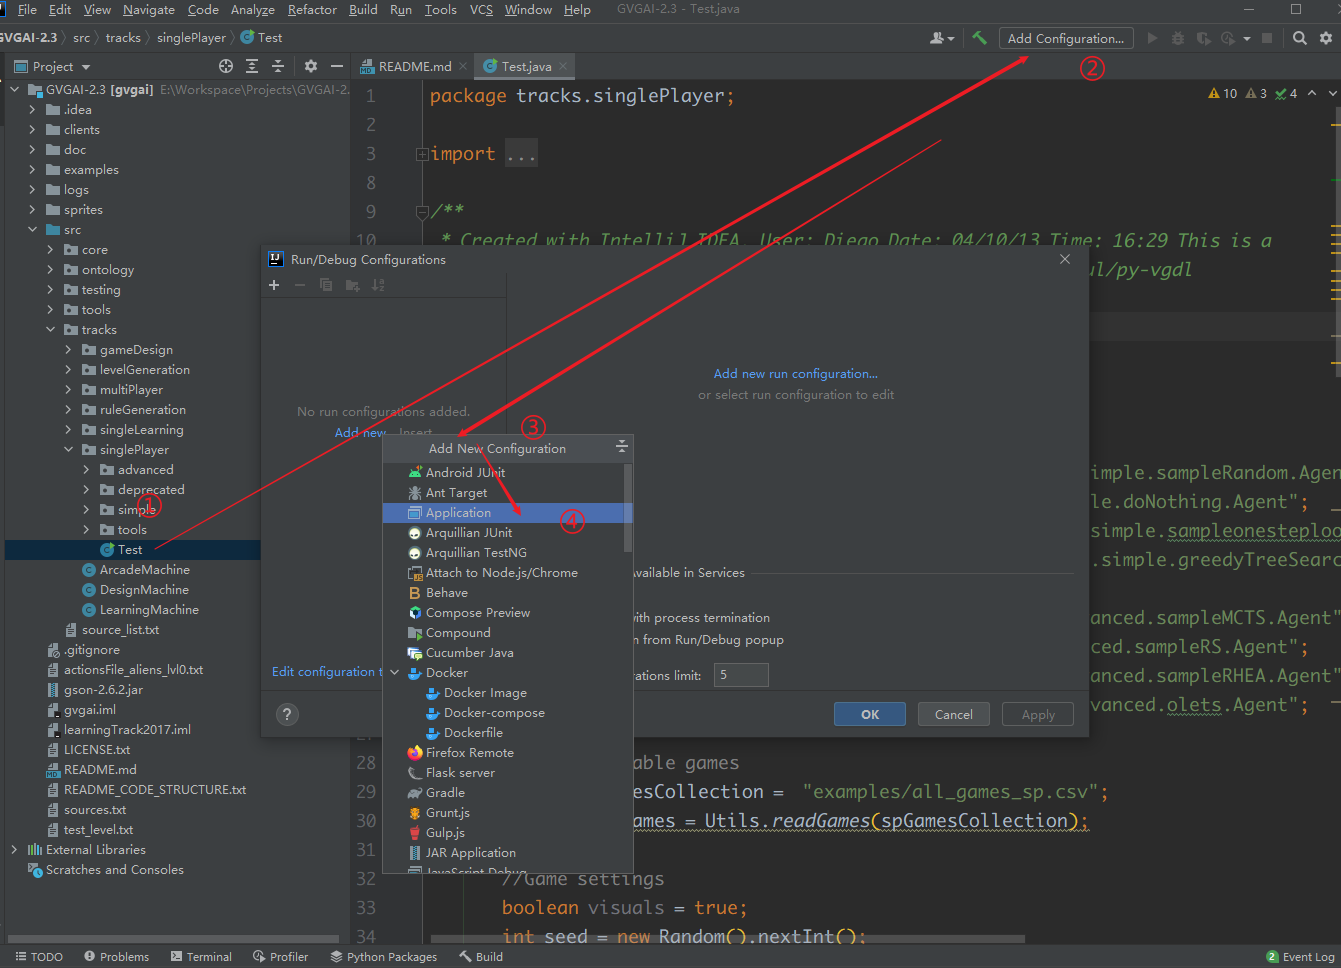 File Edit View Navigate Code Analyze Refactor Build Run Tools VCS Window Help GVGAI-2.3 - Test.java
GVGAI-2.3 src tracks singlePlayer Test
Add Configuration...
②
Project
README.md
Test.java
GVGAI-2.3 [gvgai] E:\Workspace\Projects\GVGAI-2.
.idea
clients
doc
examples
logs
sprites
src
core
ontology
testing
tools
tracks
gameDesign
levelGeneration
multiPlayer
ruleGeneration
singleLearning
singlePlayer
advanced
deprecated
simple
①
tools
Test
ArcadeMachine
DesignMachine
LearningMachine
source_list.txt
.gitignore
actionsFile_aliens_lvl0.txt
gson-2.6.2.jar
gvgai.iml
learningTrack2017.iml
LICENSE.txt
README.md
README_CODE_STRUCTURE.txt
sources.txt
test_level.txt
External Libraries
Scratches and Consoles
10 3 4
1 package tracks.singlePlayer;
2
3 import ...
8
9 /**
10 * Created with IntelliJ IDEA. User: Diego Date: 04/10/13 Time: 16:29 This is a
ul/py-vgdl
imple.sampleRandom.Agen
le.doNothing.Agent";
simple.sampleonesteploo
.simple.greedyTreeSearc
anced.sampleMCTS.Agent"
ced.sampleRS.Agent";
anced.sampleRHEA.Agent"
vanced.olets.Agent";
28 able games
29 esCollection = "examples/all_games_sp.csv";
30 ames = Utils.readGames(spGamesCollection);
31
32 //Game settings
33 boolean visuals = true;
34 int seed = new Random().nextInt();
Run/Debug Configurations
No run configurations added.
Add new... Insert
Add new run configuration...
or select run configuration to edit
③
Add New Configuration
Android JUnit
Ant Target
Application
④
Arquillian JUnit
Arquillian TestNG
Attach to Node.js/Chrome
Behave
Compose Preview
Compound
Cucumber Java
Docker
Docker Image
Docker-compose
Dockerfile
Firefox Remote
Flask server
Gradle
Grunt.js
Gulp.js
JAR Application
JavaScript Debug
vailable in Services
with process termination
n from Run/Debug popup
rations limit: 5
Edit configuration t
?
OK Cancel Apply
TODO Problems Terminal Profiler Python Packages Build
2 Event Log